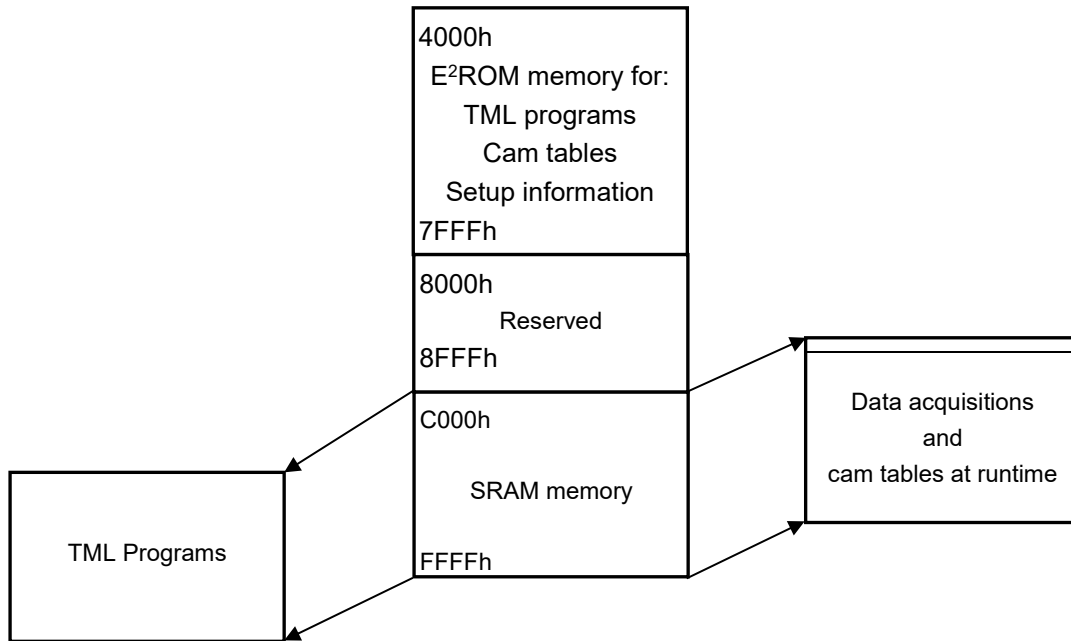 4000h
E²ROM memory for:
TML programs
Cam tables
Setup information
7FFFh
8000h
Reserved
8FFFh
C000h
SRAM memory
FFFFh
TML Programs
Data acquisitions
and
cam tables at runtime